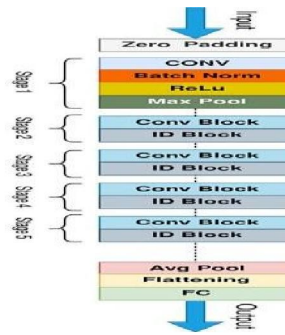 Input
Zero Padding
Stage 1
CONV
Batch Norm
ReLu
Max Pool
Stage 2
Conv Block
ID Block
Stage 3
Conv Block
ID Block
Stage 4
Conv Block
ID Block
Stage 5
Conv Block
ID Block
Avg Pool
Flattening
FC
Output